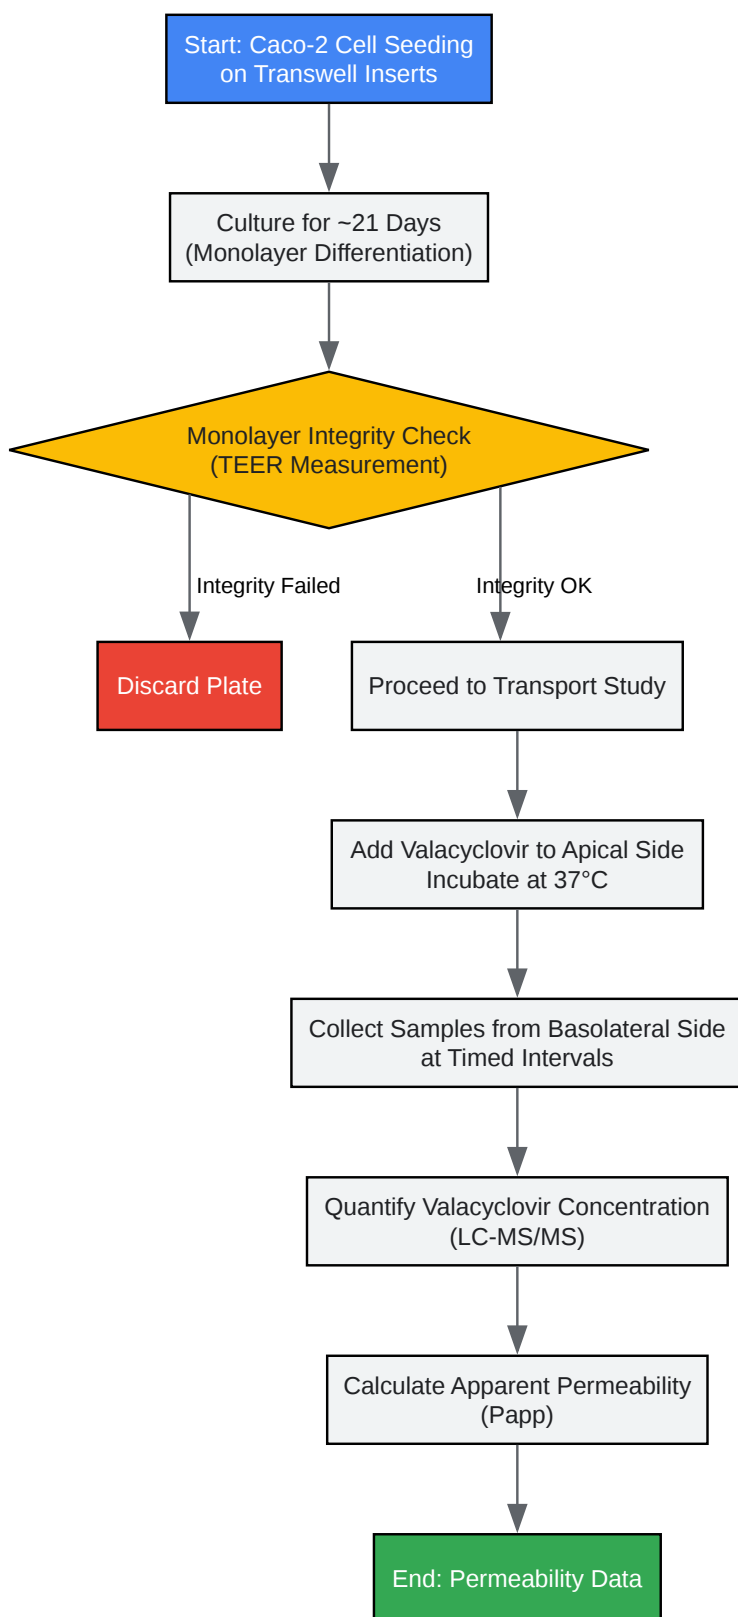 Start: Caco-2 Cell Seeding
on Transwell Inserts
Culture for ~21 Days
(Monolayer Differentiation)
Monolayer Integrity Check
(TEER Measurement)
Integrity Failed
Integrity OK
Discard Plate
Proceed to Transport Study
Add Valacyclovir to Apical Side
Incubate at 37°C
Collect Samples from Basolateral Side
at Timed Intervals
Quantify Valacyclovir Concentration
(LC-MS/MS)
Calculate Apparent Permeability
(Papp)
End: Permeability Data